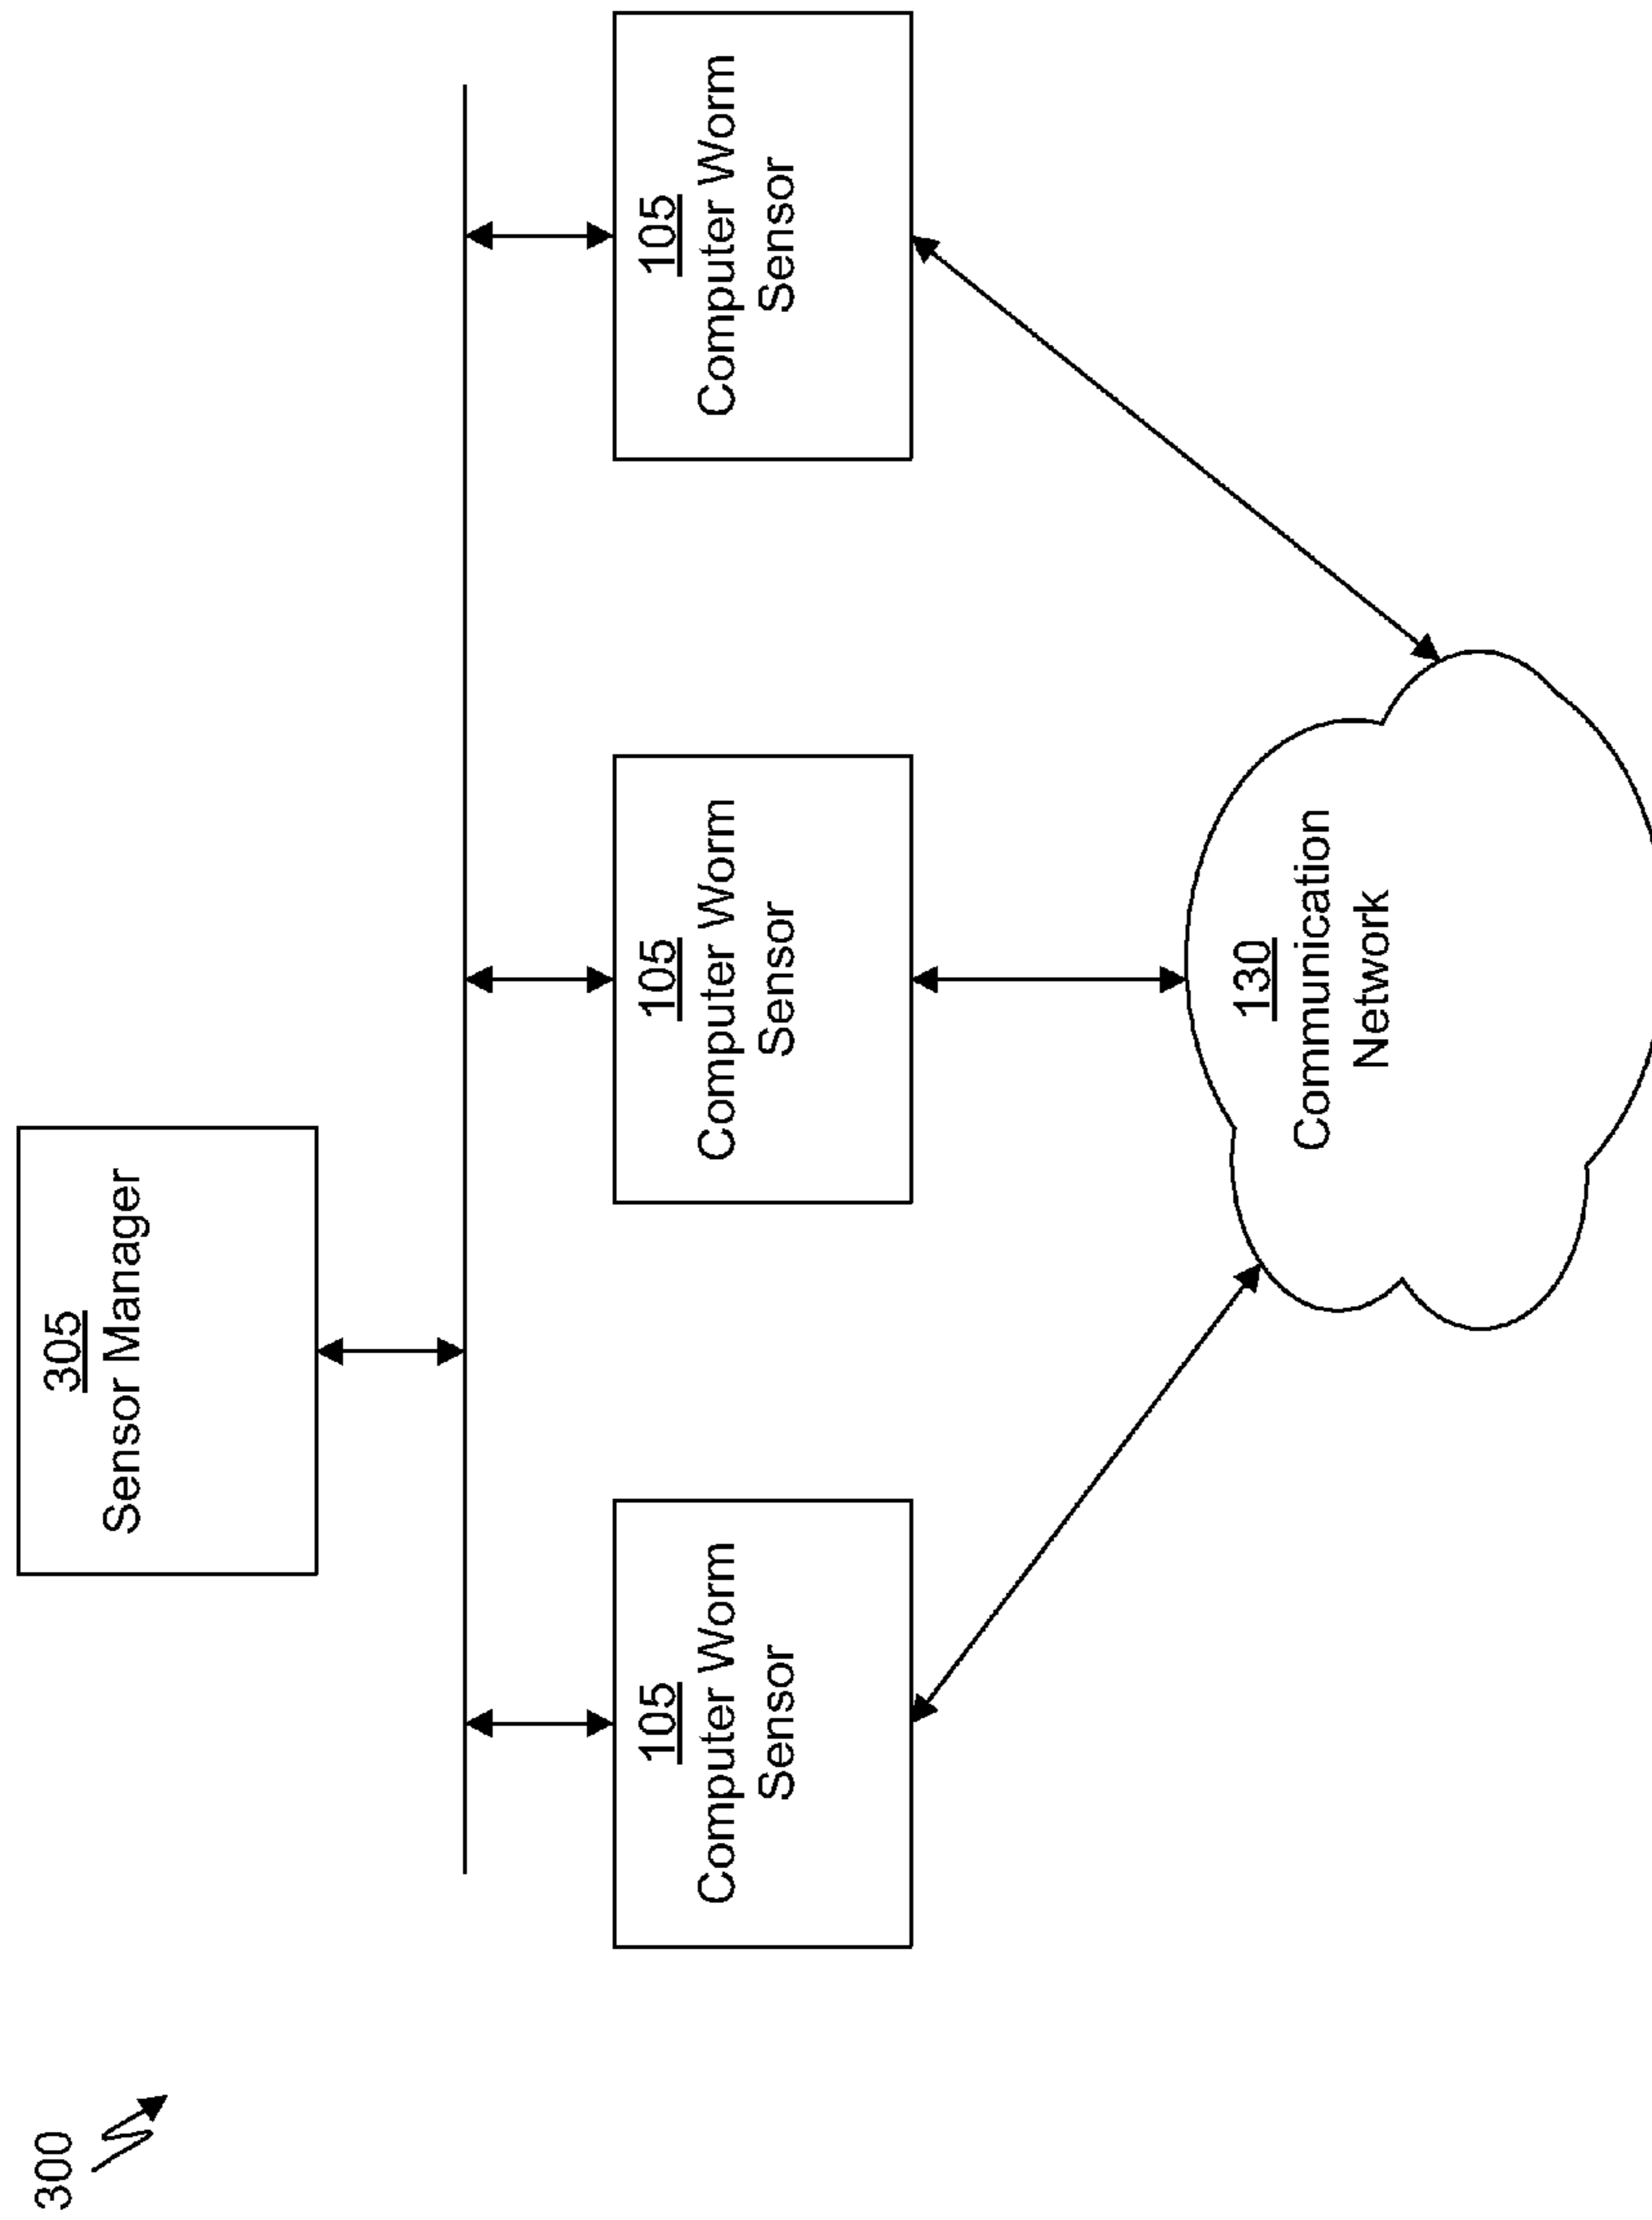 300
305
Sensor Manager
105
Computer Worm
Sensor
105
Computer Worm
Sensor
105
Computer Worm
Sensor
130
Communication
Network